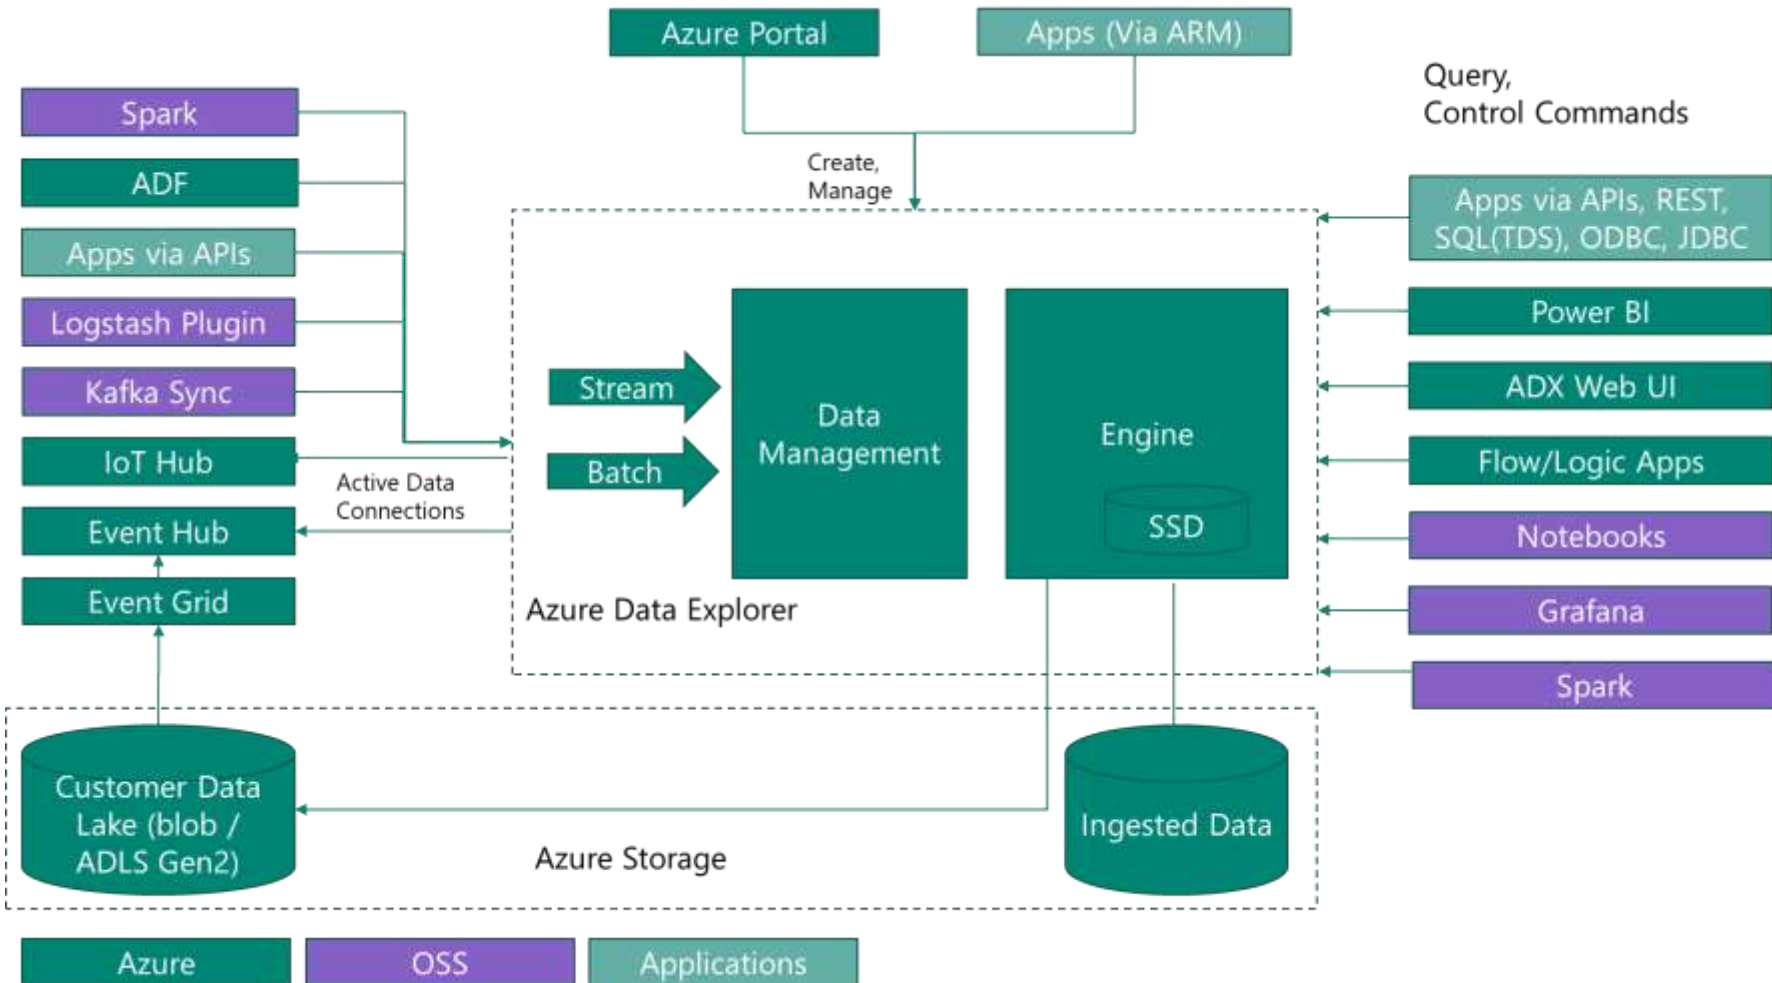 Azure Portal
Apps (Via ARM)
Query,
Control Commands
Spark
ADF
Apps via APIs
Logstash Plugin
Kafka Sync
IoT Hub
Event Hub
Event Grid
Create,
Manage
Active Data
Connections
Stream
Batch
Data
Management
Engine
SSD
Azure Data Explorer
Apps via APIs, REST,
SQL(TDS), ODBC, JDBC
Power BI
ADX Web UI
Flow/Logic Apps
Notebooks
Grafana
Spark
Customer Data
Lake (blob /
ADLS Gen2)
Azure Storage
Ingested Data
Azure
OSS
Applications